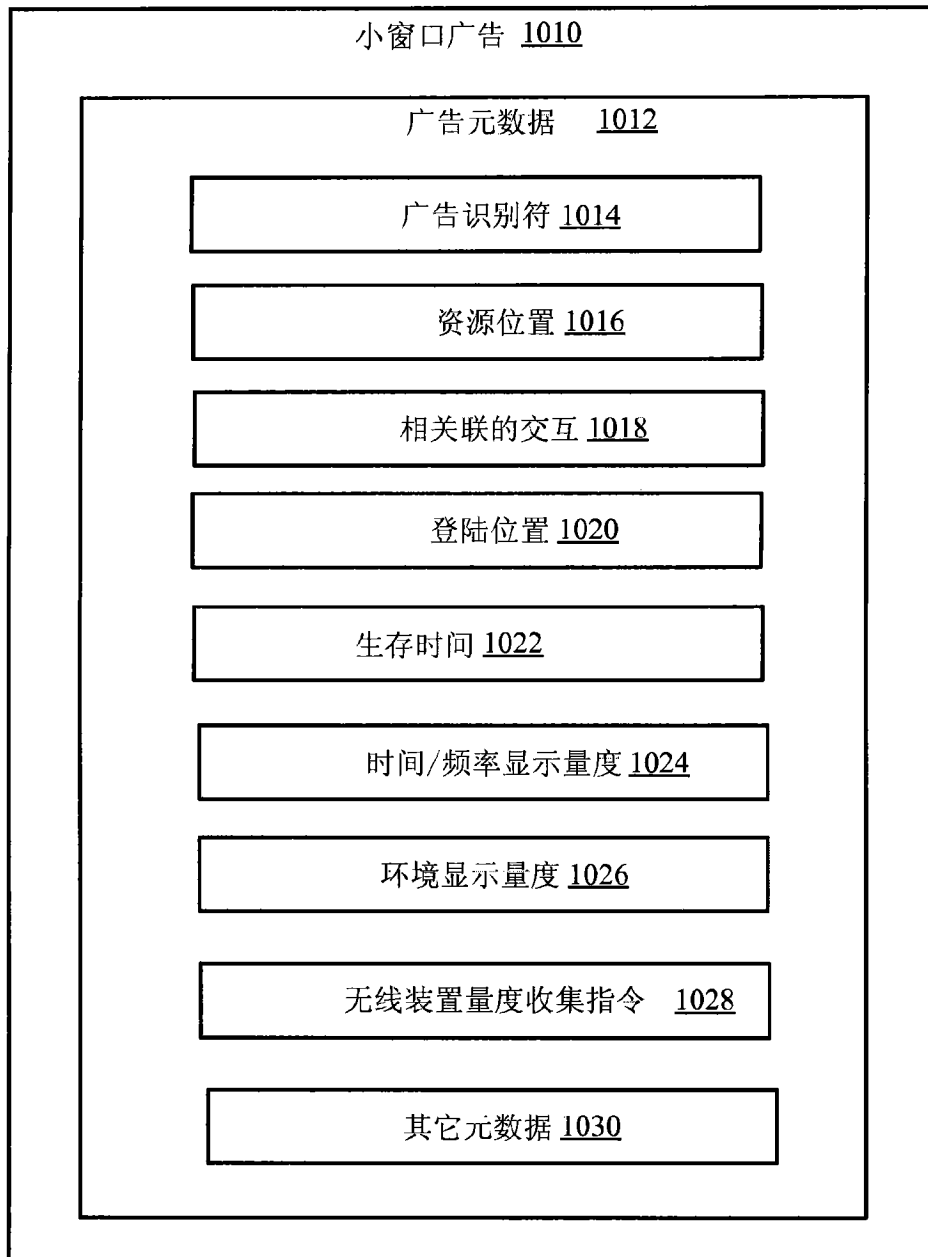 小窗口广告 1010
广告元数据 1012
广告识别符 1014
资源位置 1016
相关联的交互 1018
登陆位置 1020
生存时间 1022
时间/频率显示量度 1024
环境显示量度 1026
无线装置量度收集指令 1028
其它元数据 1030